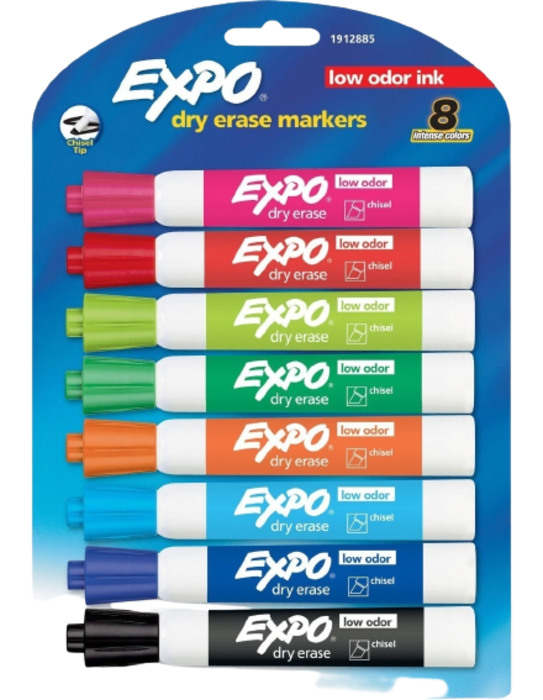 1912885
EXPO®
low odor ink
dry erase markers
8
intense colors
Chisel
Tip
EXPO® low odor
dry erase chisel
EXPO® low odor
dry erase chisel
EXPO® low odor
dry erase chisel
EXPO® low odor
dry erase chisel
EXPO® low odor
dry erase chisel
EXPO® low odor
dry erase chisel
EXPO® low odor
dry erase chisel
EXPO® low odor
dry erase chisel